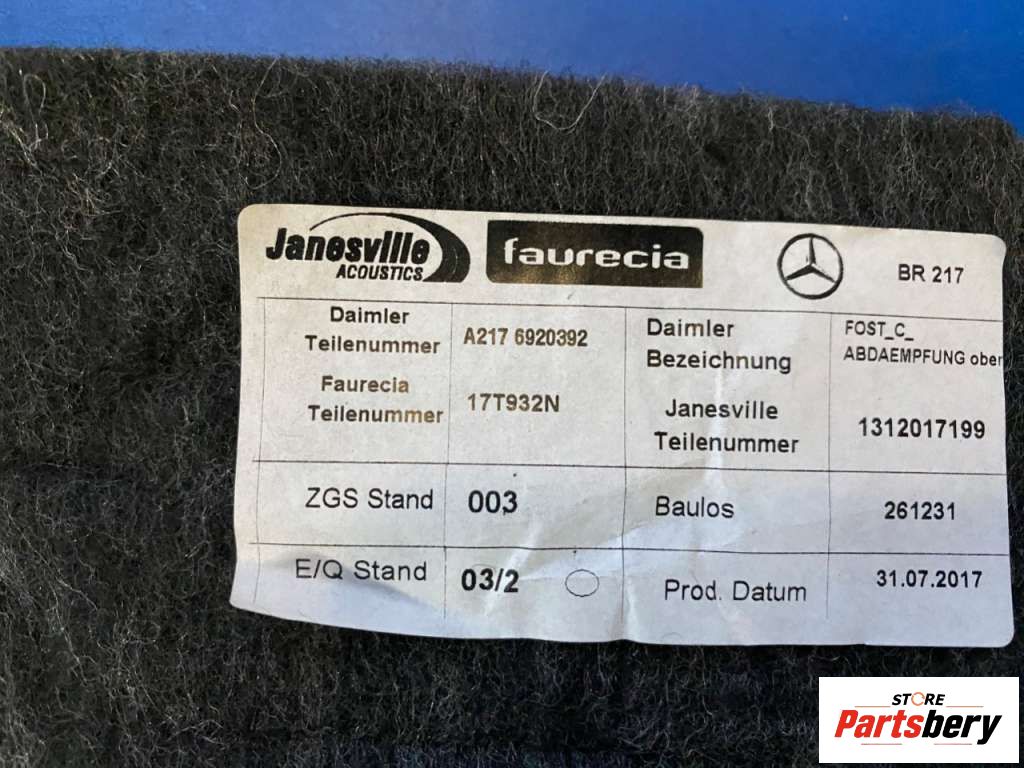 Janesville
ACOUSTICS
faurecia
BR 217
Daimler
Teilenummer
A217 6920392
Daimler
Bezeichnung
FOST_C_
ABDAEMPFUNG ober
Faurecia
Teilenummer
17T932N
Janesville
Teilenummer
1312017199
ZGS Stand
003
Baulos
261231
E/Q Stand
03/2
Prod. Datum
31.07.2017
STORE
Partsbery